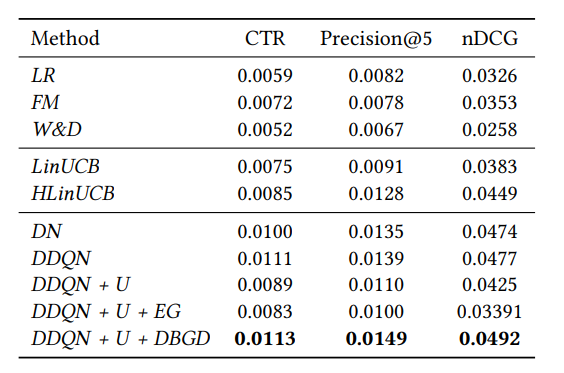 Method CTR Precision@5 nDCG
LR 0.0059 0.0082 0.0326
FM 0.0072 0.0078 0.0353
W&D 0.0052 0.0067 0.0258
LinUCB 0.0075 0.0091 0.0383
HLinUCB 0.0085 0.0128 0.0449
DN 0.0100 0.0135 0.0474
DDQN 0.0111 0.0139 0.0477
DDQN + U 0.0089 0.0110 0.0425
DDQN + U + EG 0.0083 0.0100 0.03391
DDQN + U + DBGD 0.0113 0.0149 0.0492